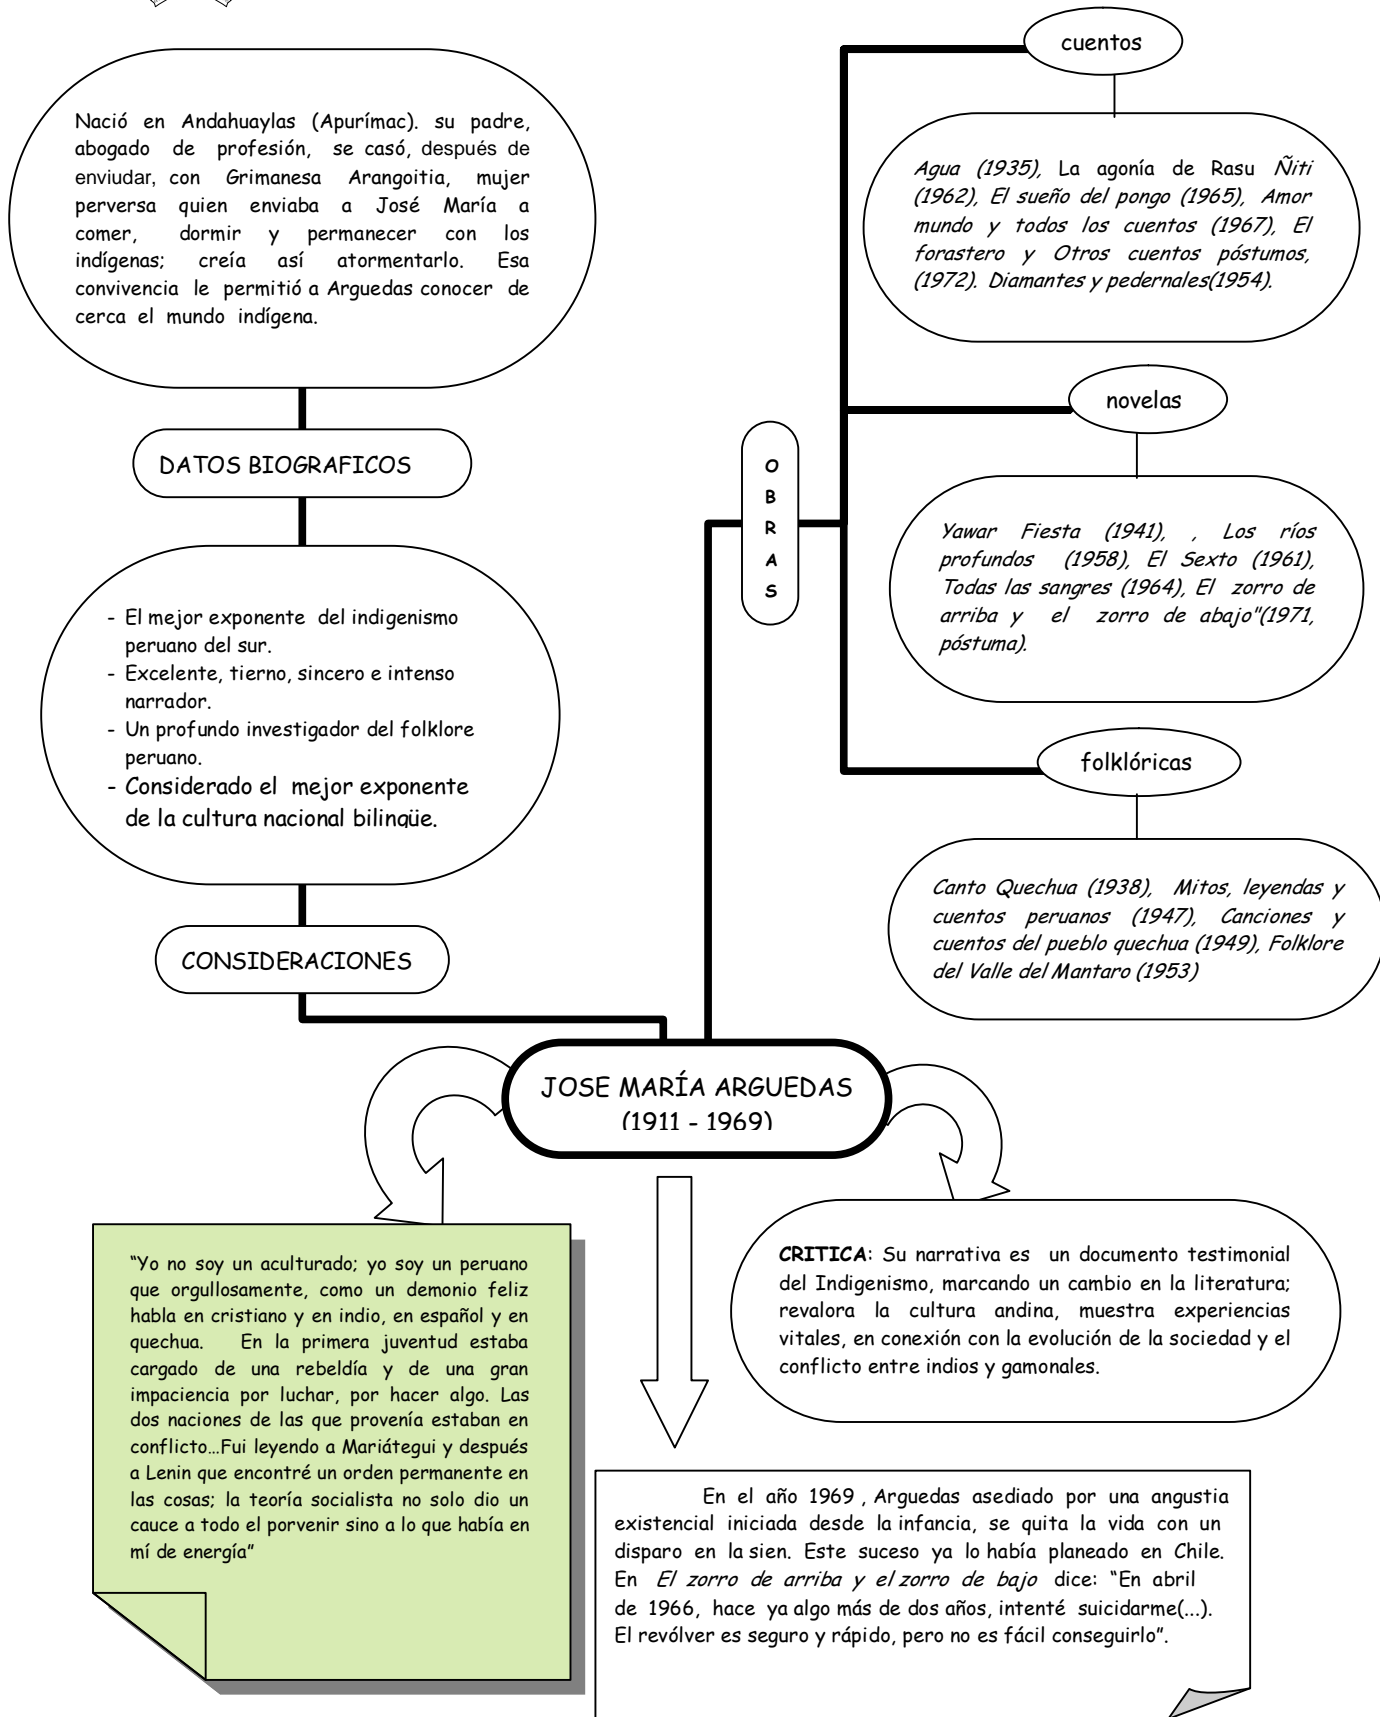 Nació en Andahuaylas (Apurímac). su padre,
abogado de profesión, se casó, después de
enviudar, con Grimanesa Arangoitia, mujer
perversa quien enviaba a José María a
comer, dormir y permanecer con los
indígenas; creía así atormentarlo. Esa
convivencia le permitió a Arguedas conocer de
cerca el mundo indígena.
DATOS BIOGRAFICOS
- El mejor exponente del indigenismo
peruano del sur.
- Excelente, tierno, sincero e intenso
narrador.
- Un profundo investigador del folklore
peruano.
- Considerado el mejor exponente
de la cultura nacional bilingüe.
CONSIDERACIONES
O
B
R
A
S
cuentos
Agua (1935), La agonía de Rasu Ñiti
(1962), El sueño del pongo (1965), Amor
mundo y todos los cuentos (1967), El
forastero y Otros cuentos póstumos,
(1972). Diamantes y pedernales(1954).
novelas
Yawar Fiesta (1941), , Los ríos
profundos (1958), El Sexto (1961),
Todas las sangres (1964), El zorro de
arriba y el zorro de abajo"(1971,
póstuma).
folklóricas
Canto Quechua (1938), Mitos, leyendas y
cuentos peruanos (1947), Canciones y
cuentos del pueblo quechua (1949), Folklore
del Valle del Mantaro (1953)
JOSE MARÍA ARGUEDAS
(1911 - 1969)
"Yo no soy un aculturado; yo soy un peruano
que orgullosamente, como un demonio feliz
habla en cristiano y en indio, en español y en
quechua. En la primera juventud estaba
cargado de una rebeldía y de una gran
impaciencia por luchar, por hacer algo. Las
dos naciones de las que provenía estaban en
conflicto...Fui leyendo a Mariátegui y después
a Lenin que encontré un orden permanente en
las cosas; la teoría socialista no solo dio un
cauce a todo el porvenir sino a lo que había en
mí de energía"
CRITICA: Su narrativa es un documento testimonial
del Indigenismo, marcando un cambio en la literatura;
revalora la cultura andina, muestra experiencias
vitales, en conexión con la evolución de la sociedad y el
conflicto entre indios y gamonales.
En el año 1969 , Arguedas asediado por una angustia
existencial iniciada desde la infancia, se quita la vida con un
disparo en la sien. Este suceso ya lo había planeado en Chile.
En El zorro de arriba y el zorro de bajo dice: "En abril
de 1966, hace ya algo más de dos años, intenté suicidarme(...).
El revólver es seguro y rápido, pero no es fácil conseguirlo".